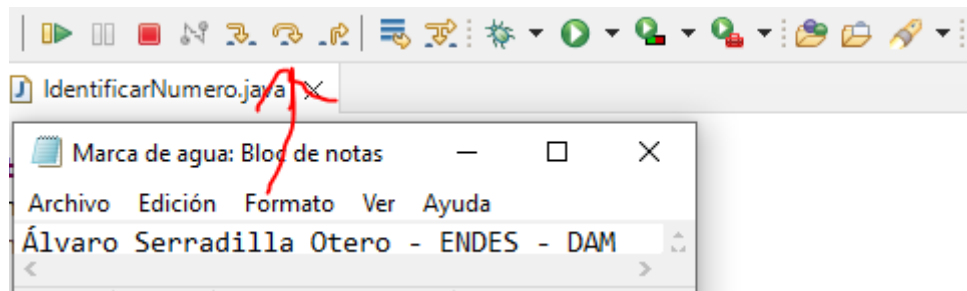 IdentificarNumero.java
Marca de agua: Bloc de notas
Archivo Edición Formato Ver Ayuda
Álvaro Serradilla Otero - ENDES - DAM